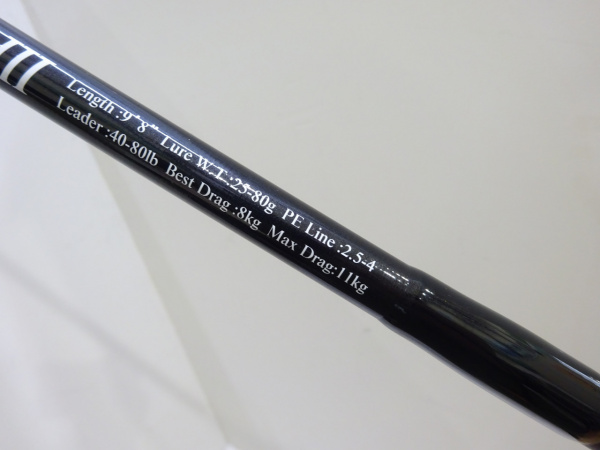 Length :9’8” Lure W.T.:25-80g PE Line :2.5-4
Leader :40-80lb Best Drag :8kg Max Drag:11kg